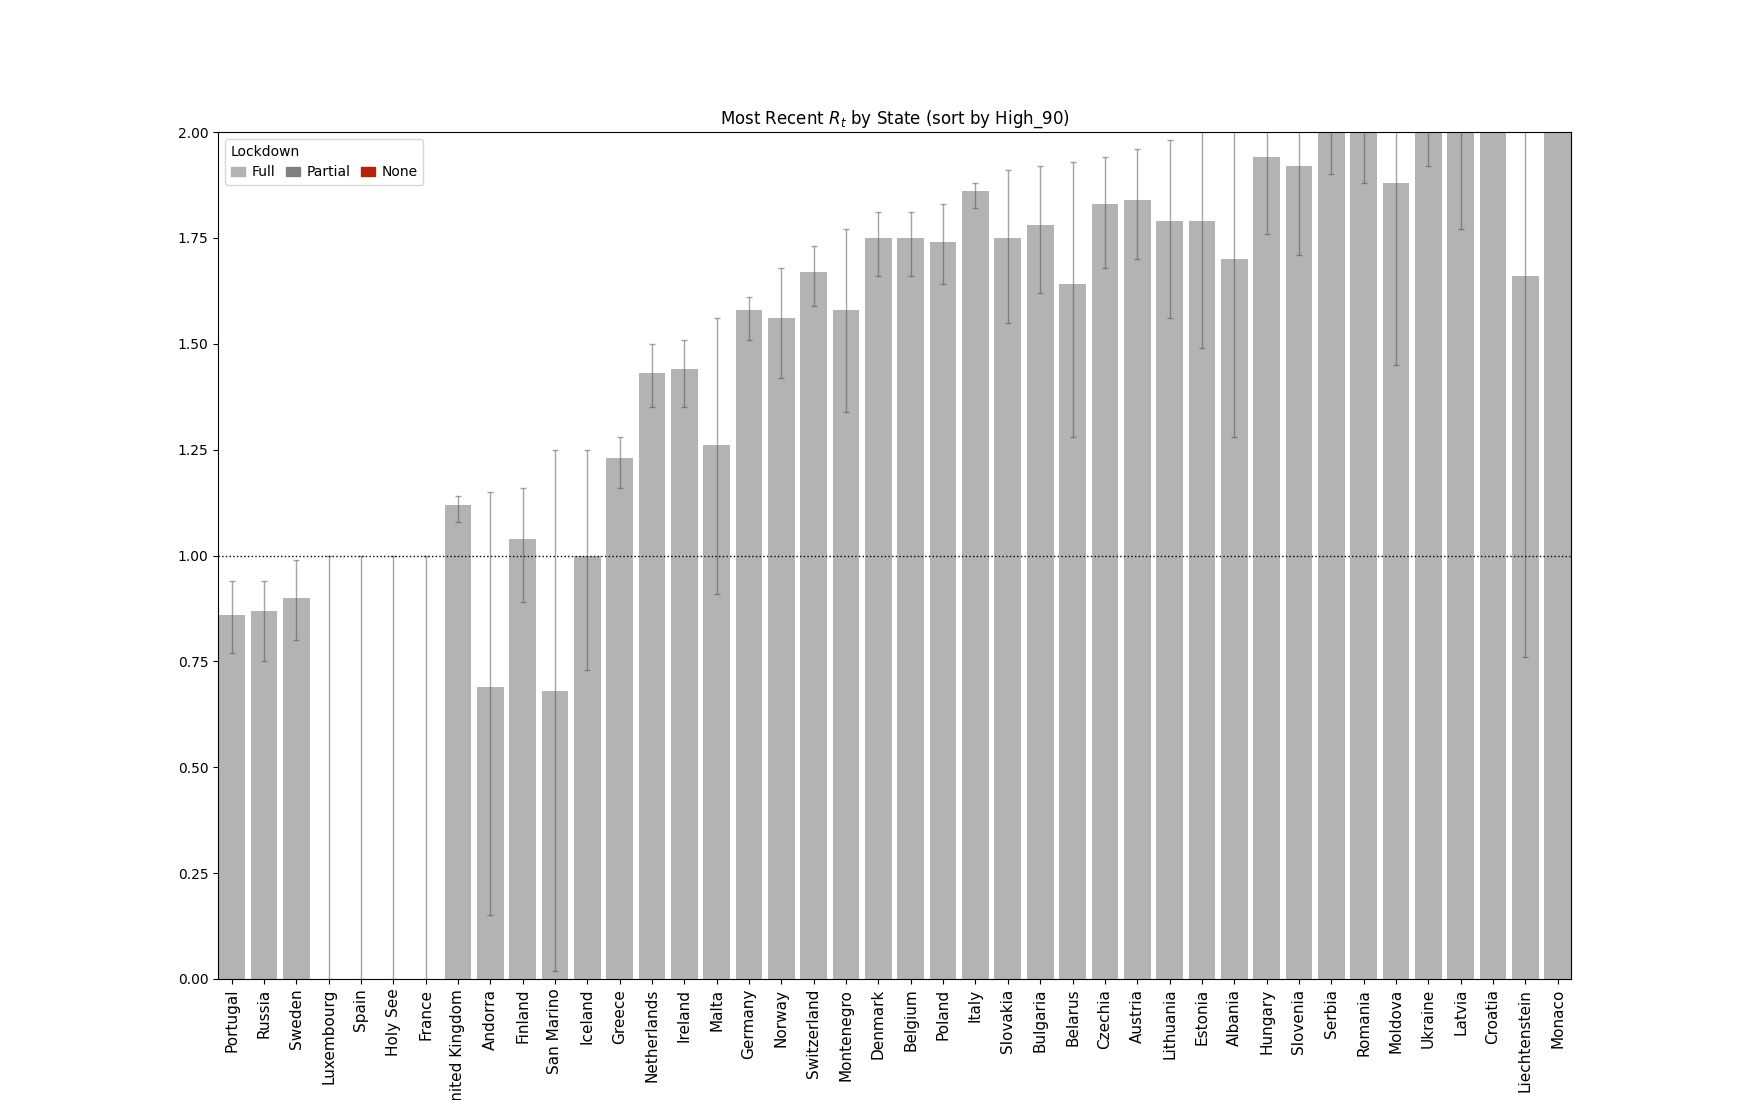 Most Recent R_t by State (sort by High_90)
Lockdown
Full Partial None
2.00
1.75
1.50
1.25
1.00
0.75
0.50
0.25
0.00
Portugal
Russia
Sweden
Luxembourg
Spain
Holy See
France
nited Kingdom
Andorra
Finland
San Marino
Iceland
Greece
Netherlands
Ireland
Malta
Germany
Norway
Switzerland
Montenegro
Denmark
Belgium
Poland
Italy
Slovakia
Bulgaria
Belarus
Czechia
Austria
Lithuania
Estonia
Albania
Hungary
Slovenia
Serbia
Romania
Moldova
Ukraine
Latvia
Croatia
Liechtenstein
Monaco